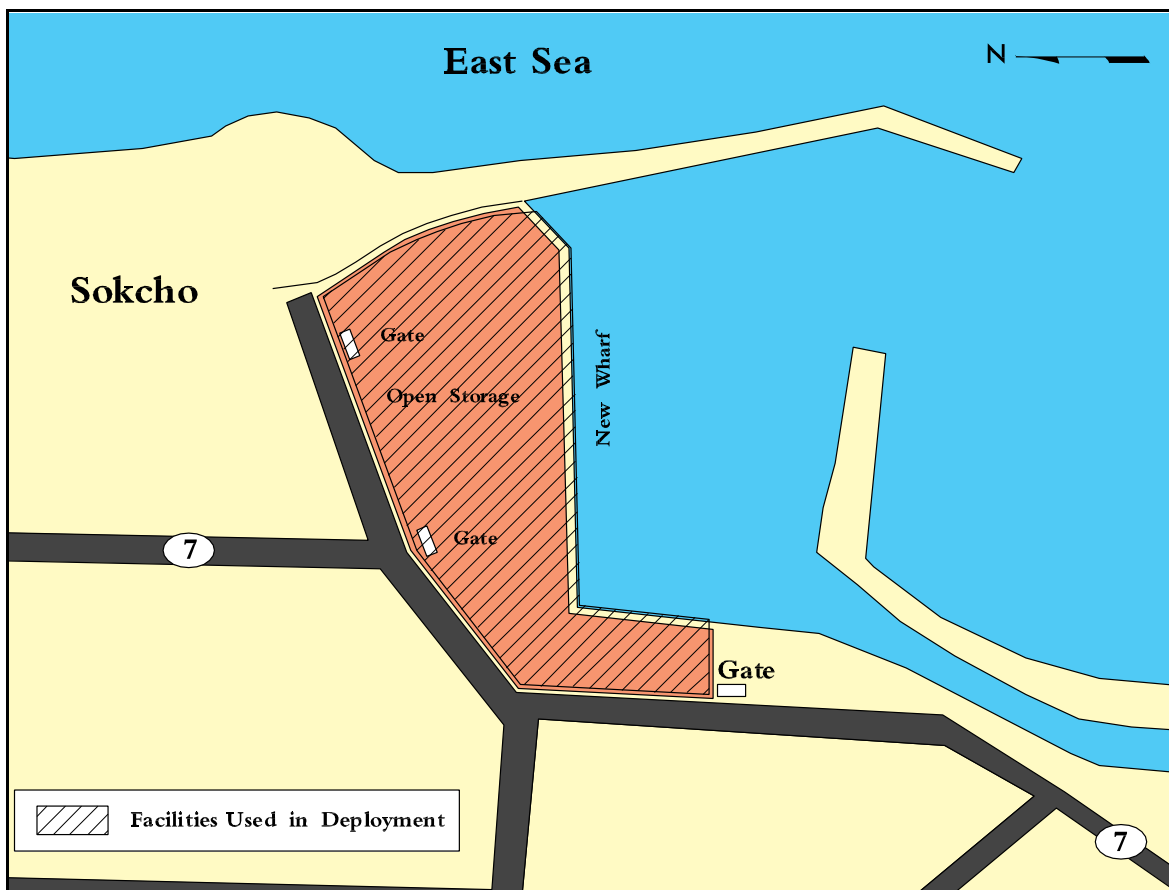 East Sea
N
Sokcho
Gate
Open Storage
New Wharf
Gate
7
Gate
Facilities Used in Deployment
7